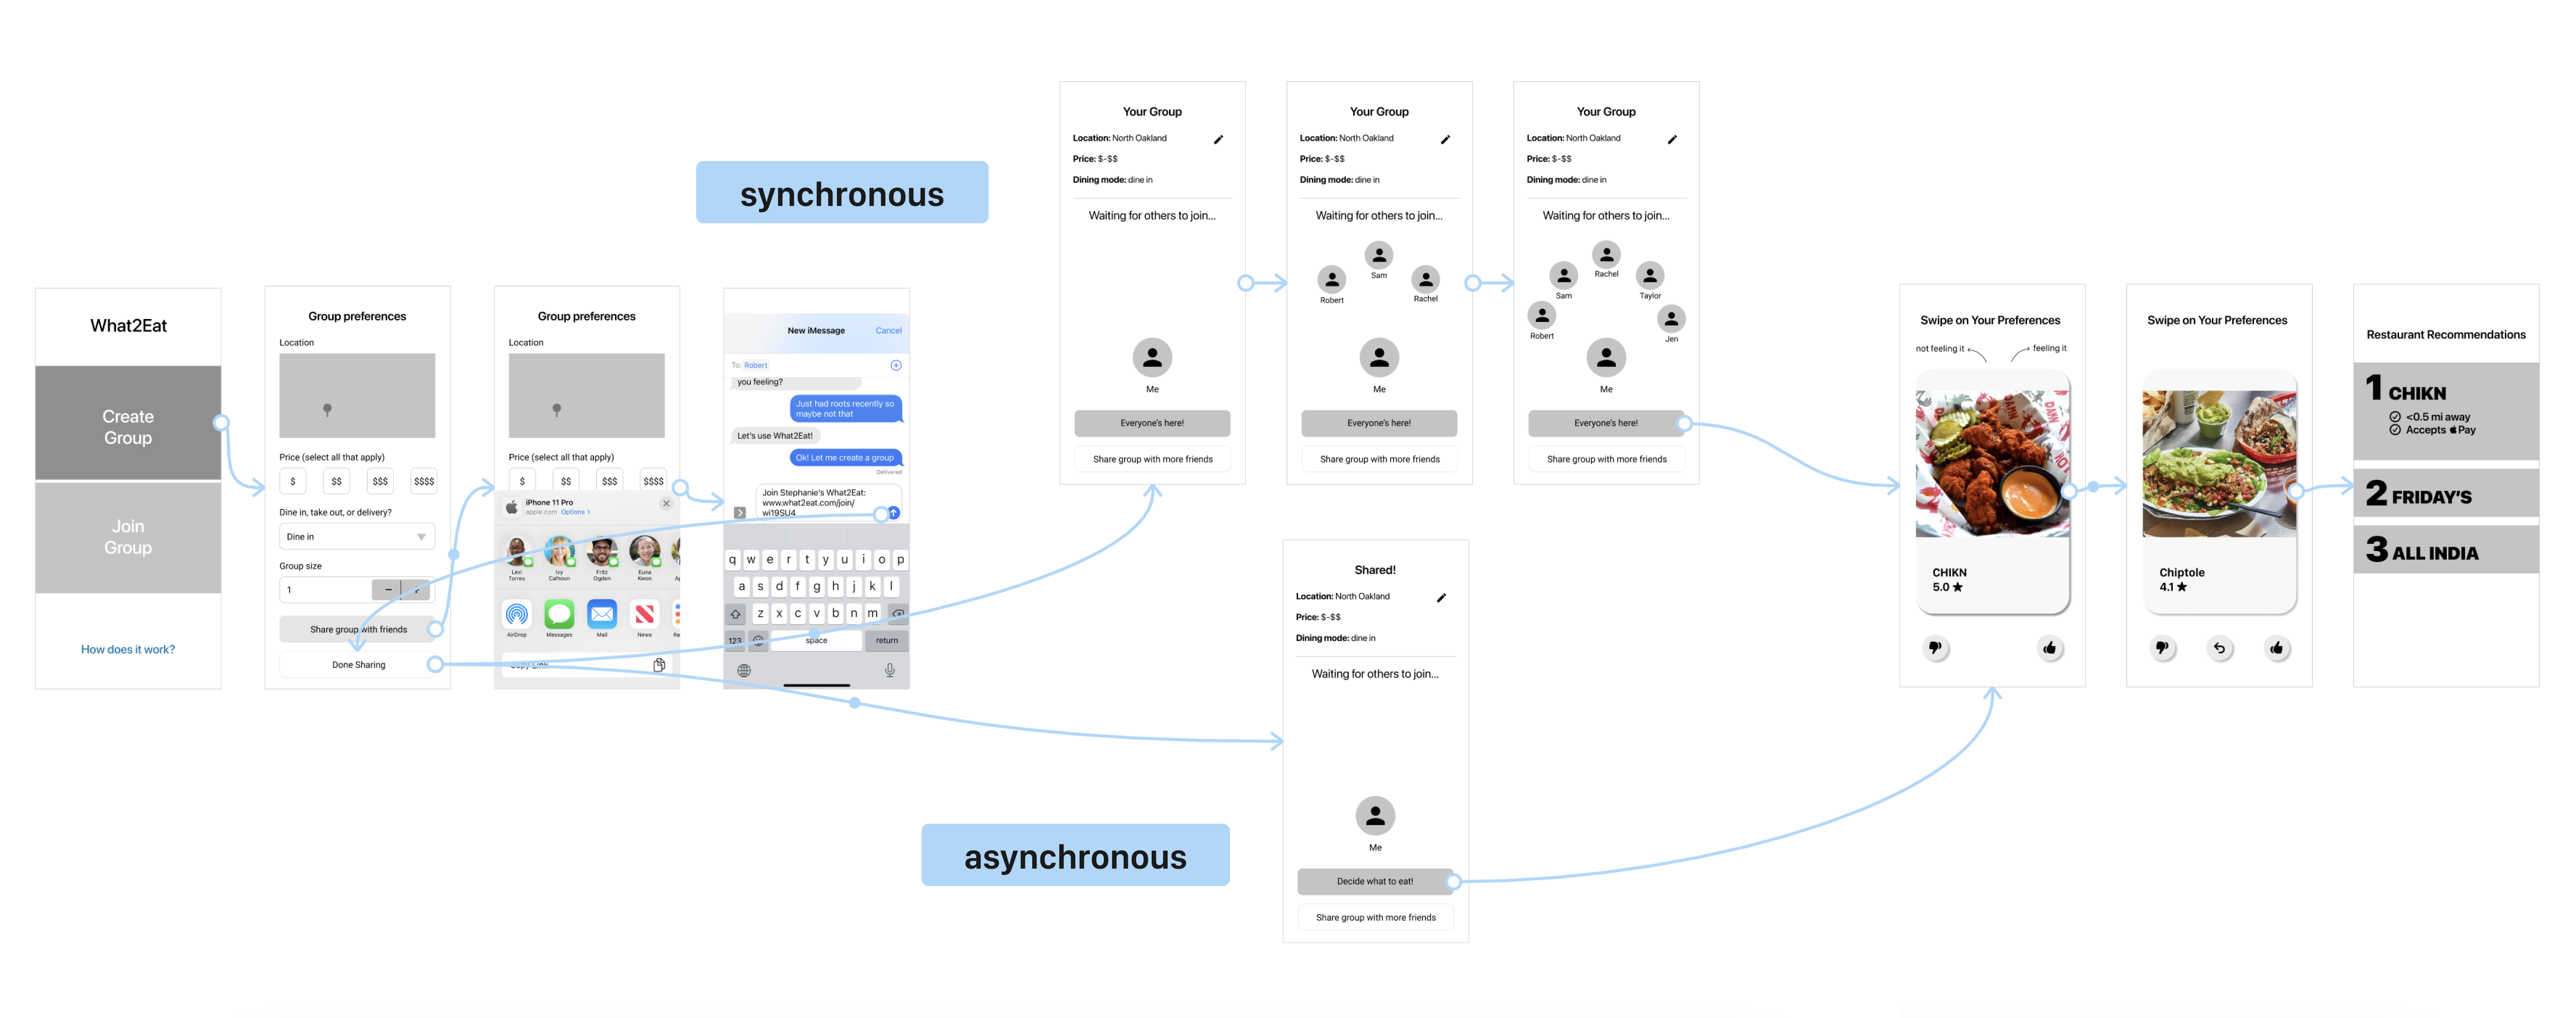 What2Eat
Create
Group
Join
Group
How does it work?
Group preferences
Location
Price (select all that apply)
$
$$
$$$
$$$$
Dine in, take out, or delivery?
Dine in
Group size
1
Share group with friends
Done Sharing
Group preferences
Location
Price (select all that apply)
$
$$
$$$
$$$$
iPhone 11 Pro
apple.com Options >
Lexi
Torres
Ivy
Calhoun
Fritz
Ogden
Euna
Kwon
AirDrop
Messages
Mail
News
Re
Copy Link
synchronous
New iMessage
Cancel
To: Robert
you feeling?
Just had roots recently so
maybe not that
Let's use What2Eat!
Ok! Let me create a group
Delivered
Join Stephanie's What2Eat:
www.what2eat.com/join/
wi19SU4
q w e r t y u i o p
a s d f g h j k l
z x c v b n m
123
space
return
Your Group
Location: North Oakland
Price: $-$$
Dining mode: dine in
Waiting for others to join...
Me
Everyone's here!
Share group with more friends
Your Group
Location: North Oakland
Price: $-$$
Dining mode: dine in
Waiting for others to join...
Sam
Robert
Rachel
Me
Everyone's here!
Share group with more friends
Your Group
Location: North Oakland
Price: $-$$
Dining mode: dine in
Waiting for others to join...
Rachel
Sam
Taylor
Robert
Jen
Me
Everyone's here!
Share group with more friends
asynchronous
Shared!
Location: North Oakland
Price: $-$$
Dining mode: dine in
Waiting for others to join...
Me
Decide what to eat!
Share group with more friends
Swipe on Your Preferences
not feeling it
feeling it
DAMN
CHIKN
5.0 ★
Swipe on Your Preferences
Chiptole
4.1 ★
Restaurant Recommendations
1 CHIKN
<0.5 mi away
Accepts Pay
2 FRIDAY'S
3 ALL INDIA